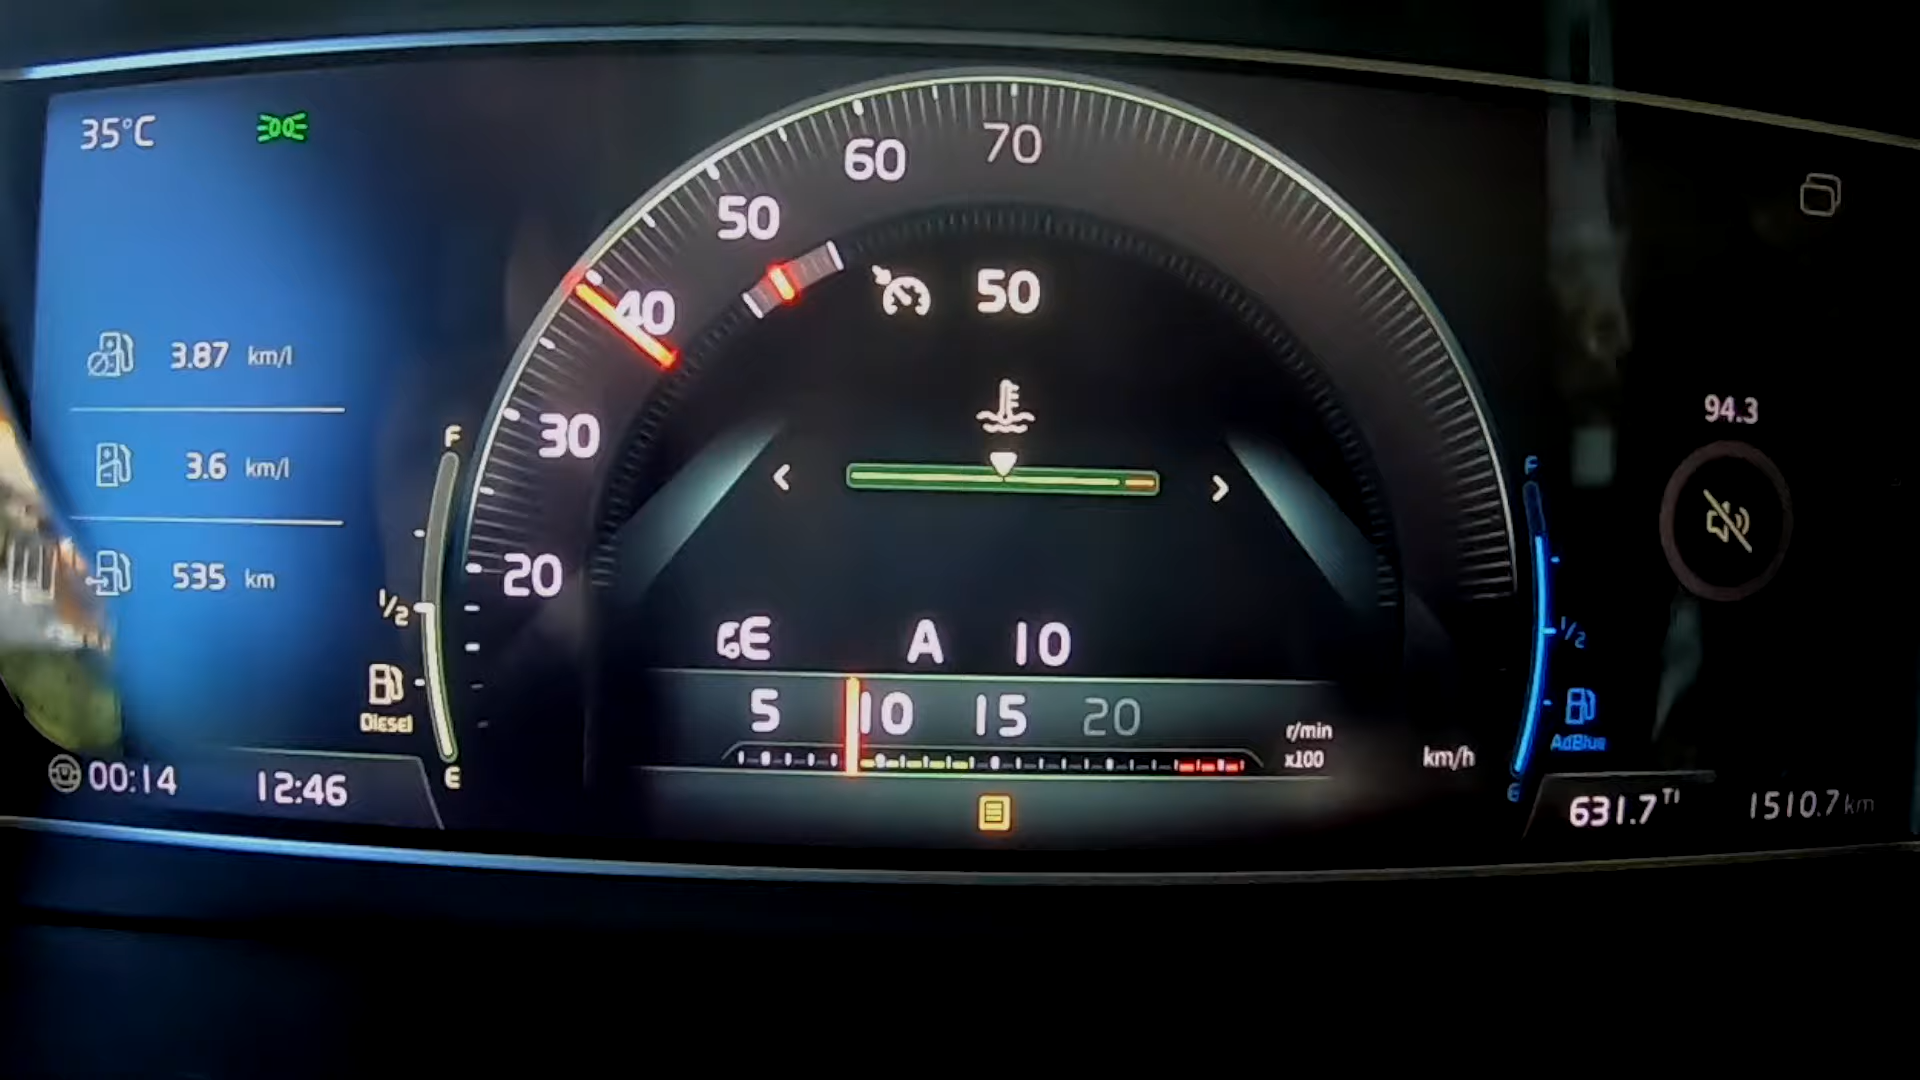 35°C
60 70
50
50
40
3.87 km/l
94.3
F
30
3.6 km/l
F
535 km
20
1/2
1/2
E A 10
Diesel
5 10 15 20
r/min
x100
AdBlue
km/h
00:14 12:46
E
631.7 T1 1510.7 km